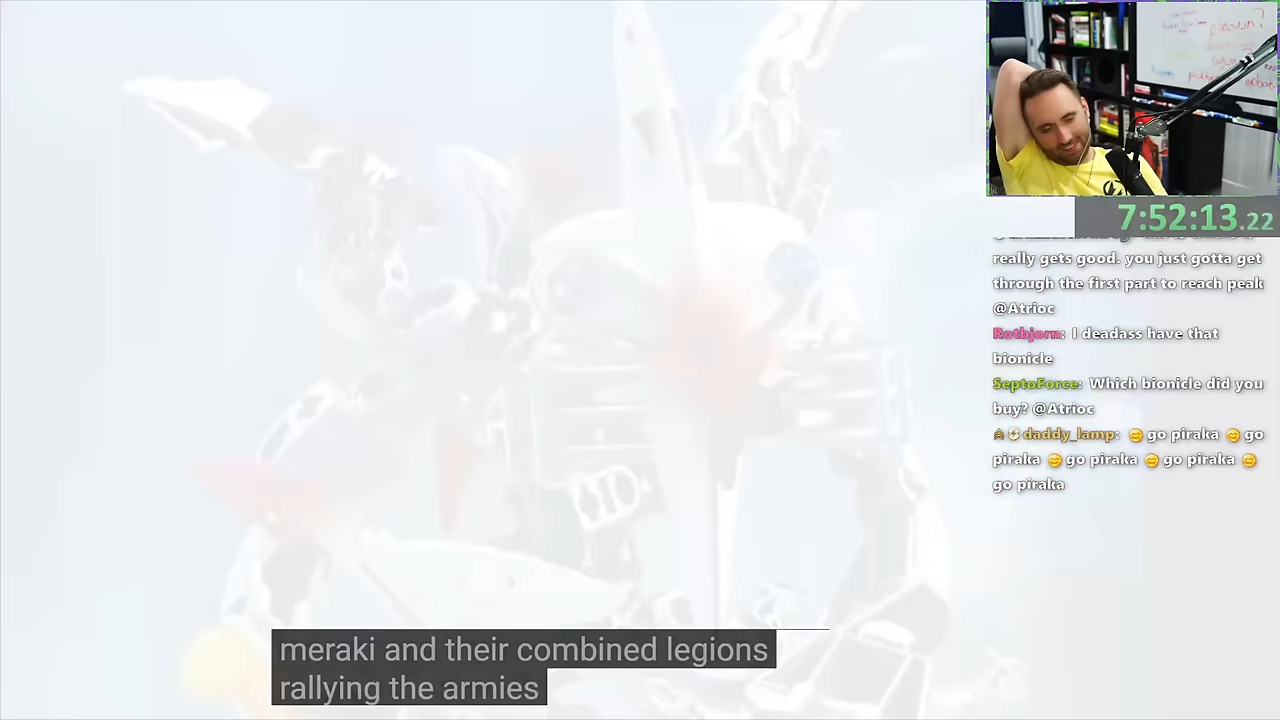 platowsn?
7:52:13.22
really gets good. you just gotta get
through the first part to reach peak
@Atrioc
Rotbjorn: I deadass have that
bionicle
SeptoForce: Which bionicle did you
buy? @Atrioc
daddy_lamp: 😊 go piraka 😊 go
piraka 😊 go piraka 😊 go piraka 😊
go piraka
meraki and their combined legions
rallying the armies